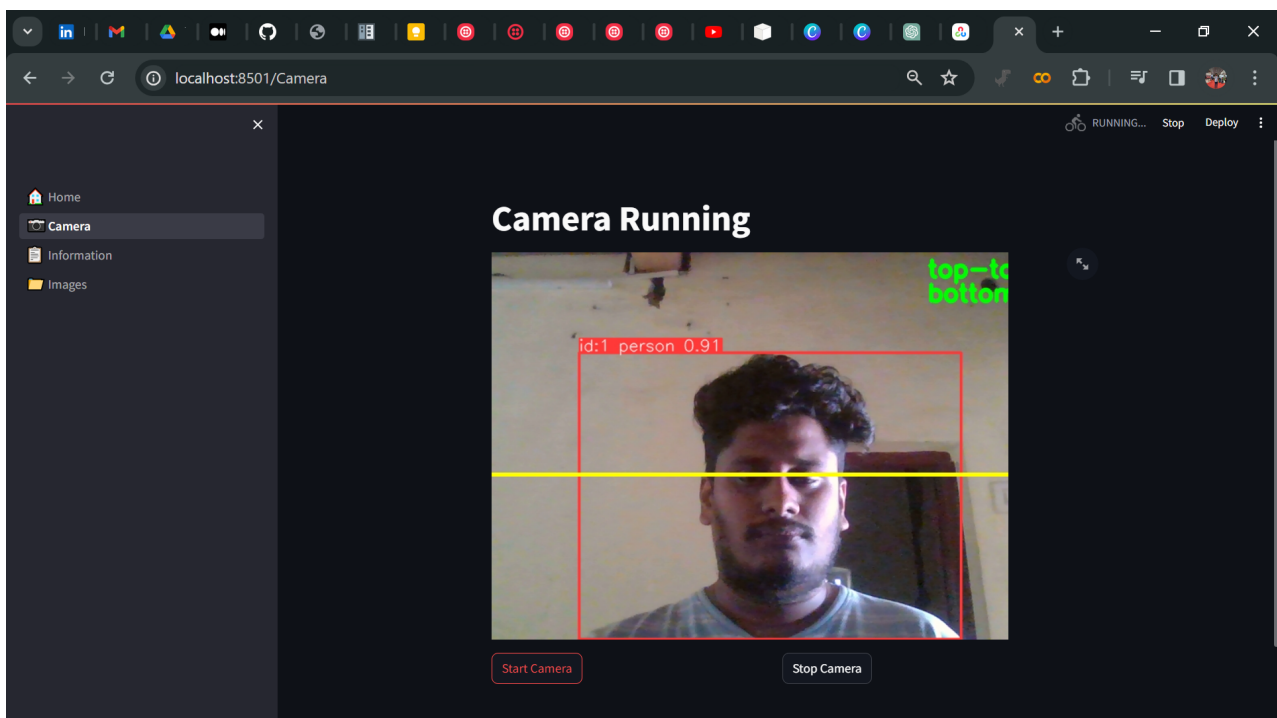 localhost:8501/Camera
RUNNING...
Stop
Deploy
Home
Camera
Information
Images
Camera Running
top-to
bottom
id:1 person 0.91
Start Camera
Stop Camera